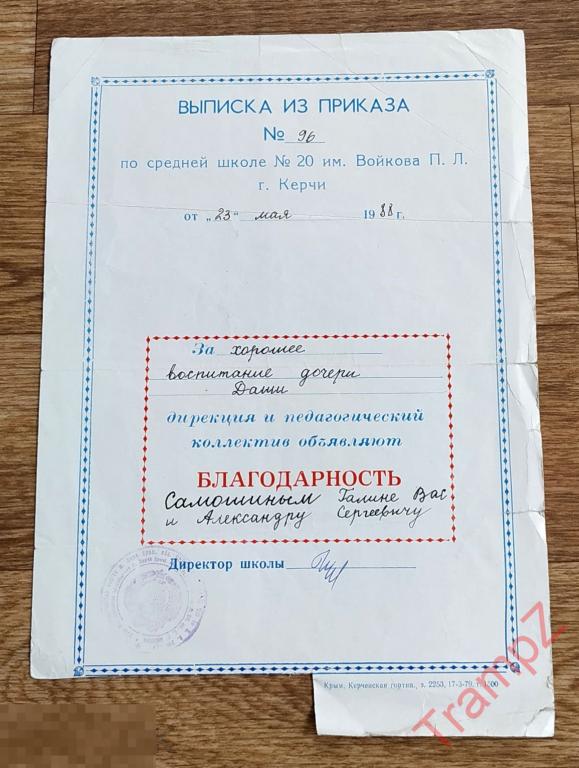 ВЫПИСКА ИЗ ПРИКАЗА
№ 96
по средней школе № 20 им. Войкова П. Л.
г. Керчи
от „23“ мая 1988 г.
За хорошее
воспитание дочери
Даши
дирекция и педагогический
коллектив объявляют
БЛАГОДАРНОСТЬ
Самошиным Галине Вас
и Александру Сергеевичу
Директор школы
Крым, Керченская гортип., з. 2253, 17-3-79, т. 1500
TrampZ